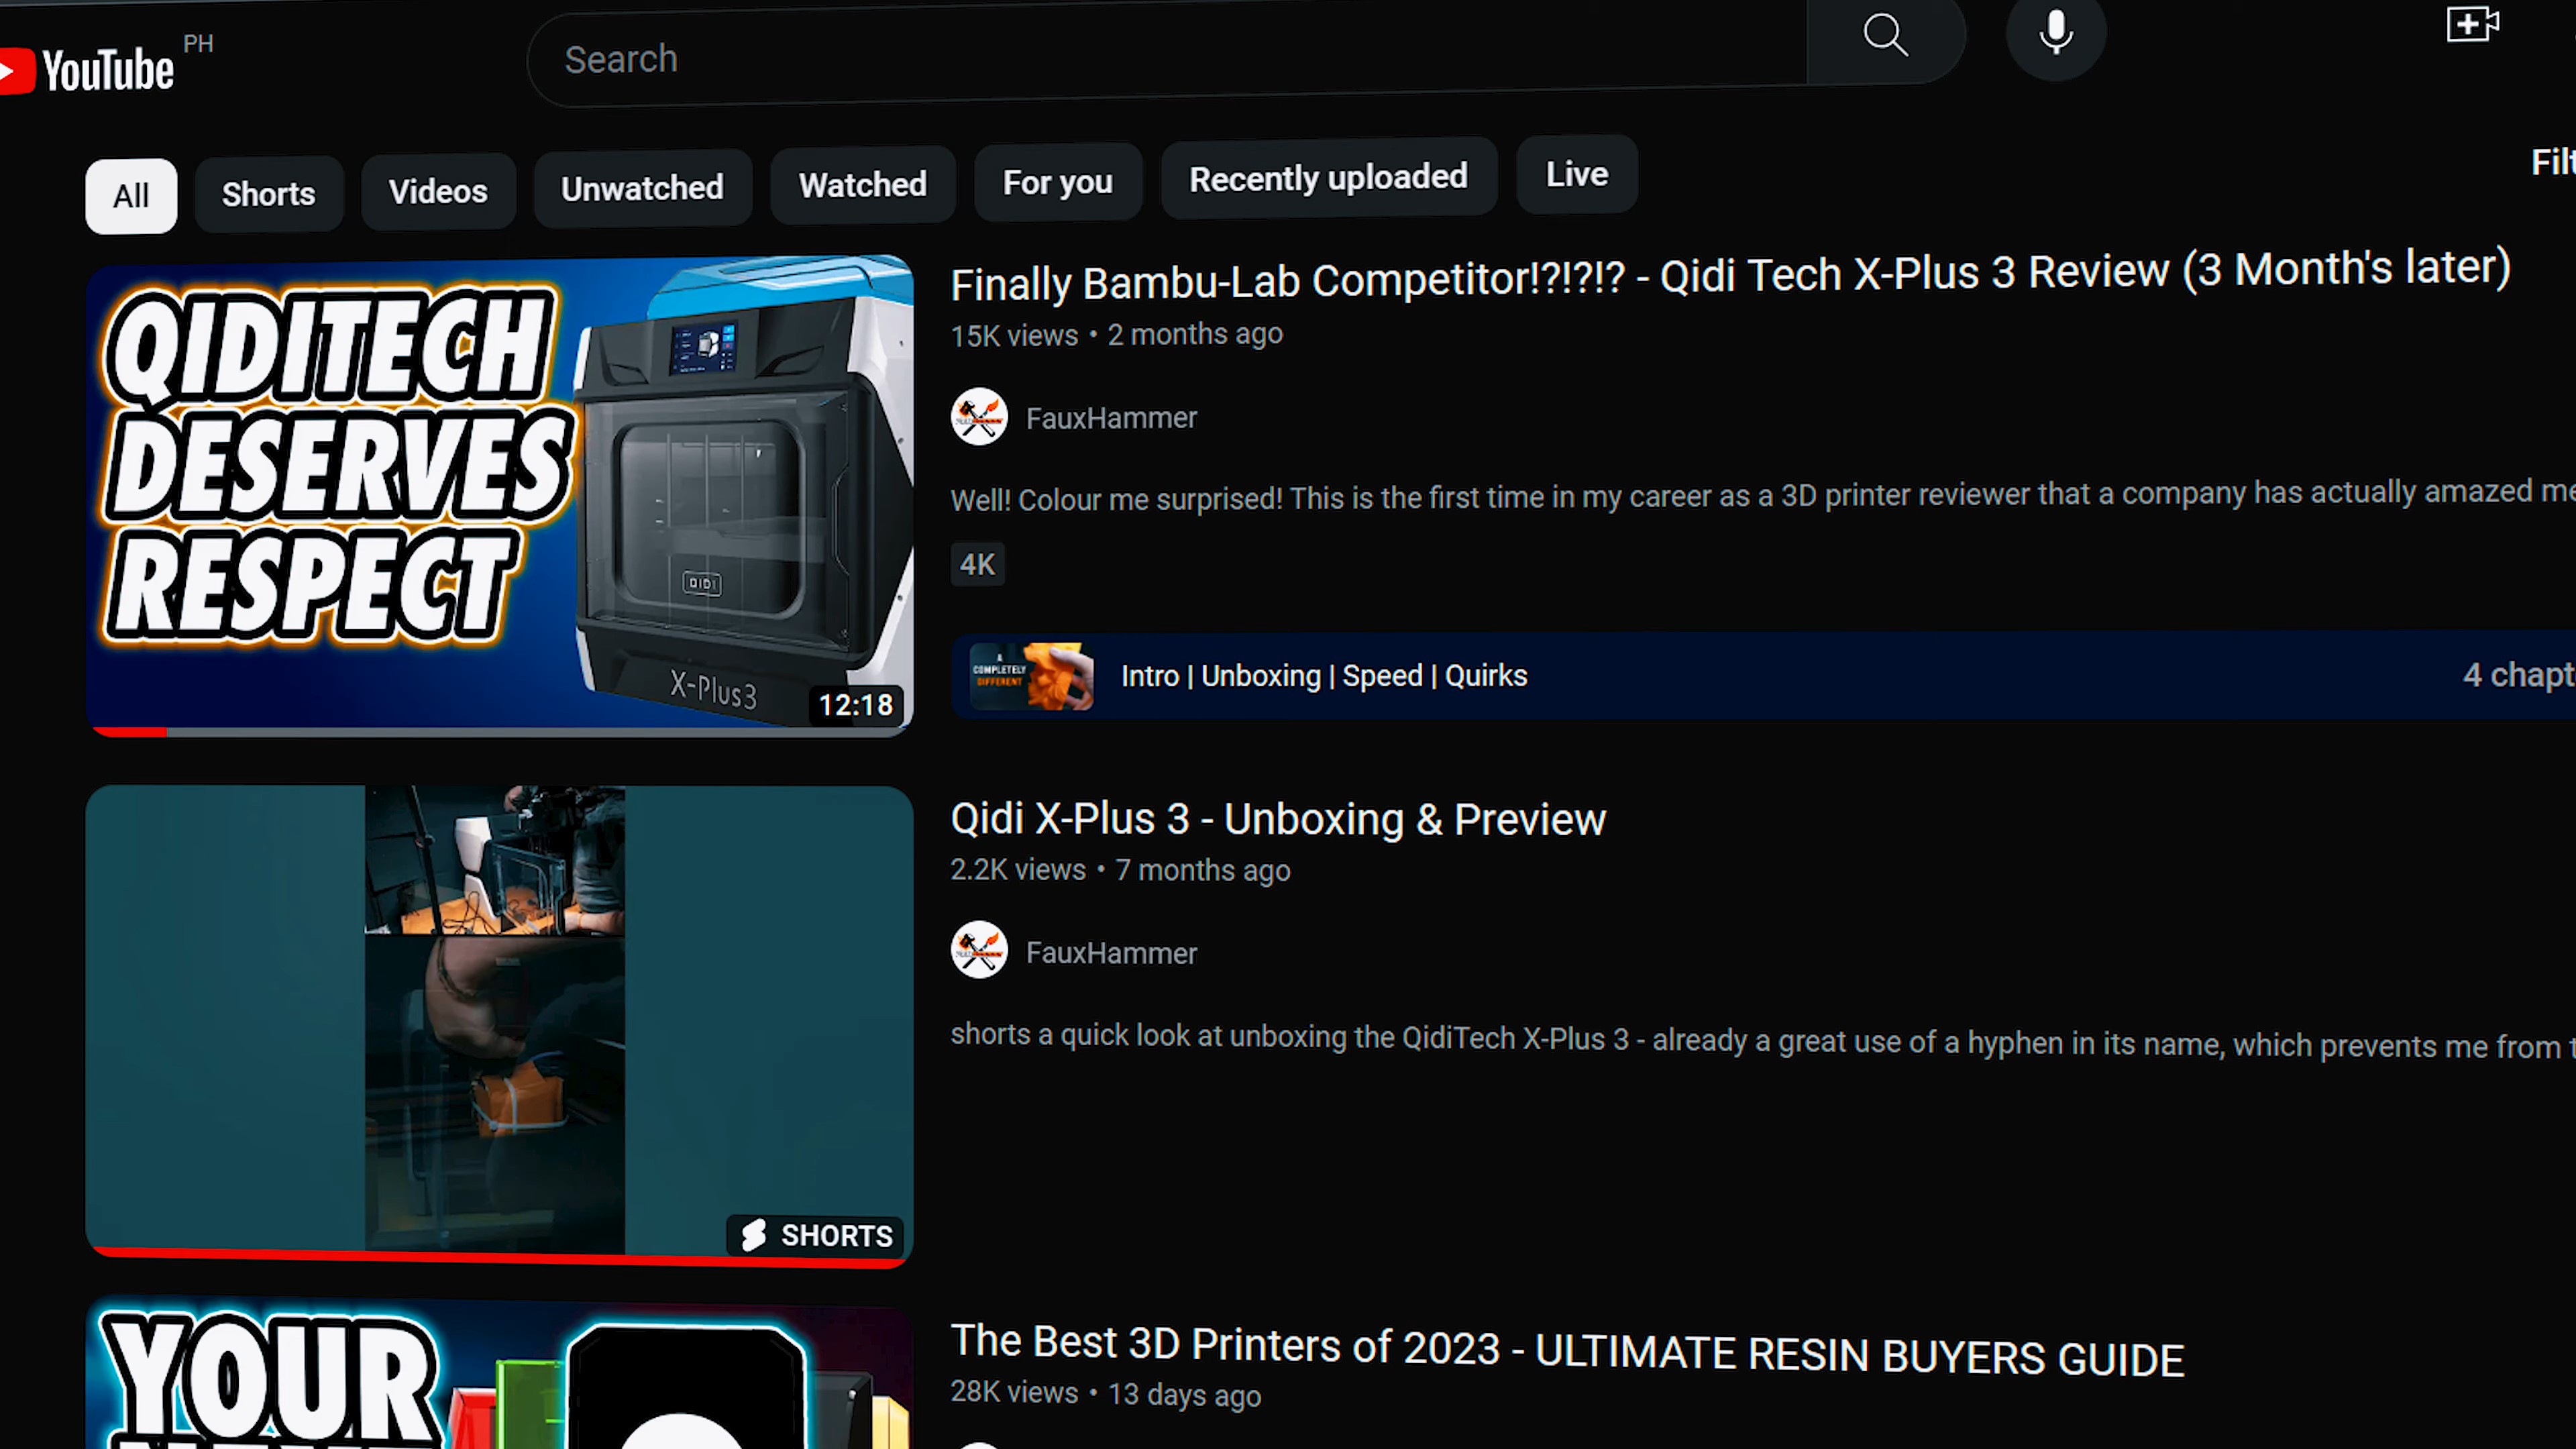 YouTube PH
Search
All
Shorts
Videos
Unwatched
Watched
For you
Recently uploaded
Live
QIDITECH
DESERVES
RESPECT
QIDI
X-Plus3
12:18
Finally Bambu-Lab Competitor!?!?!? - Qidi Tech X-Plus 3 Review (3 Month's later)
15K views • 2 months ago
FauxHammer
Well! Colour me surprised! This is the first time in my career as a 3D printer reviewer that a company has actually amazed me
4K
A
COMPLETELY
DIFFERENT
Intro | Unboxing | Speed | Quirks
4 chapt
SHORTS
Qidi X-Plus 3 - Unboxing & Preview
2.2K views • 7 months ago
FauxHammer
shorts a quick look at unboxing the QidiTech X-Plus 3 - already a great use of a hyphen in its name, which prevents me from
YOUR
The Best 3D Printers of 2023 - ULTIMATE RESIN BUYERS GUIDE
28K views • 13 days ago